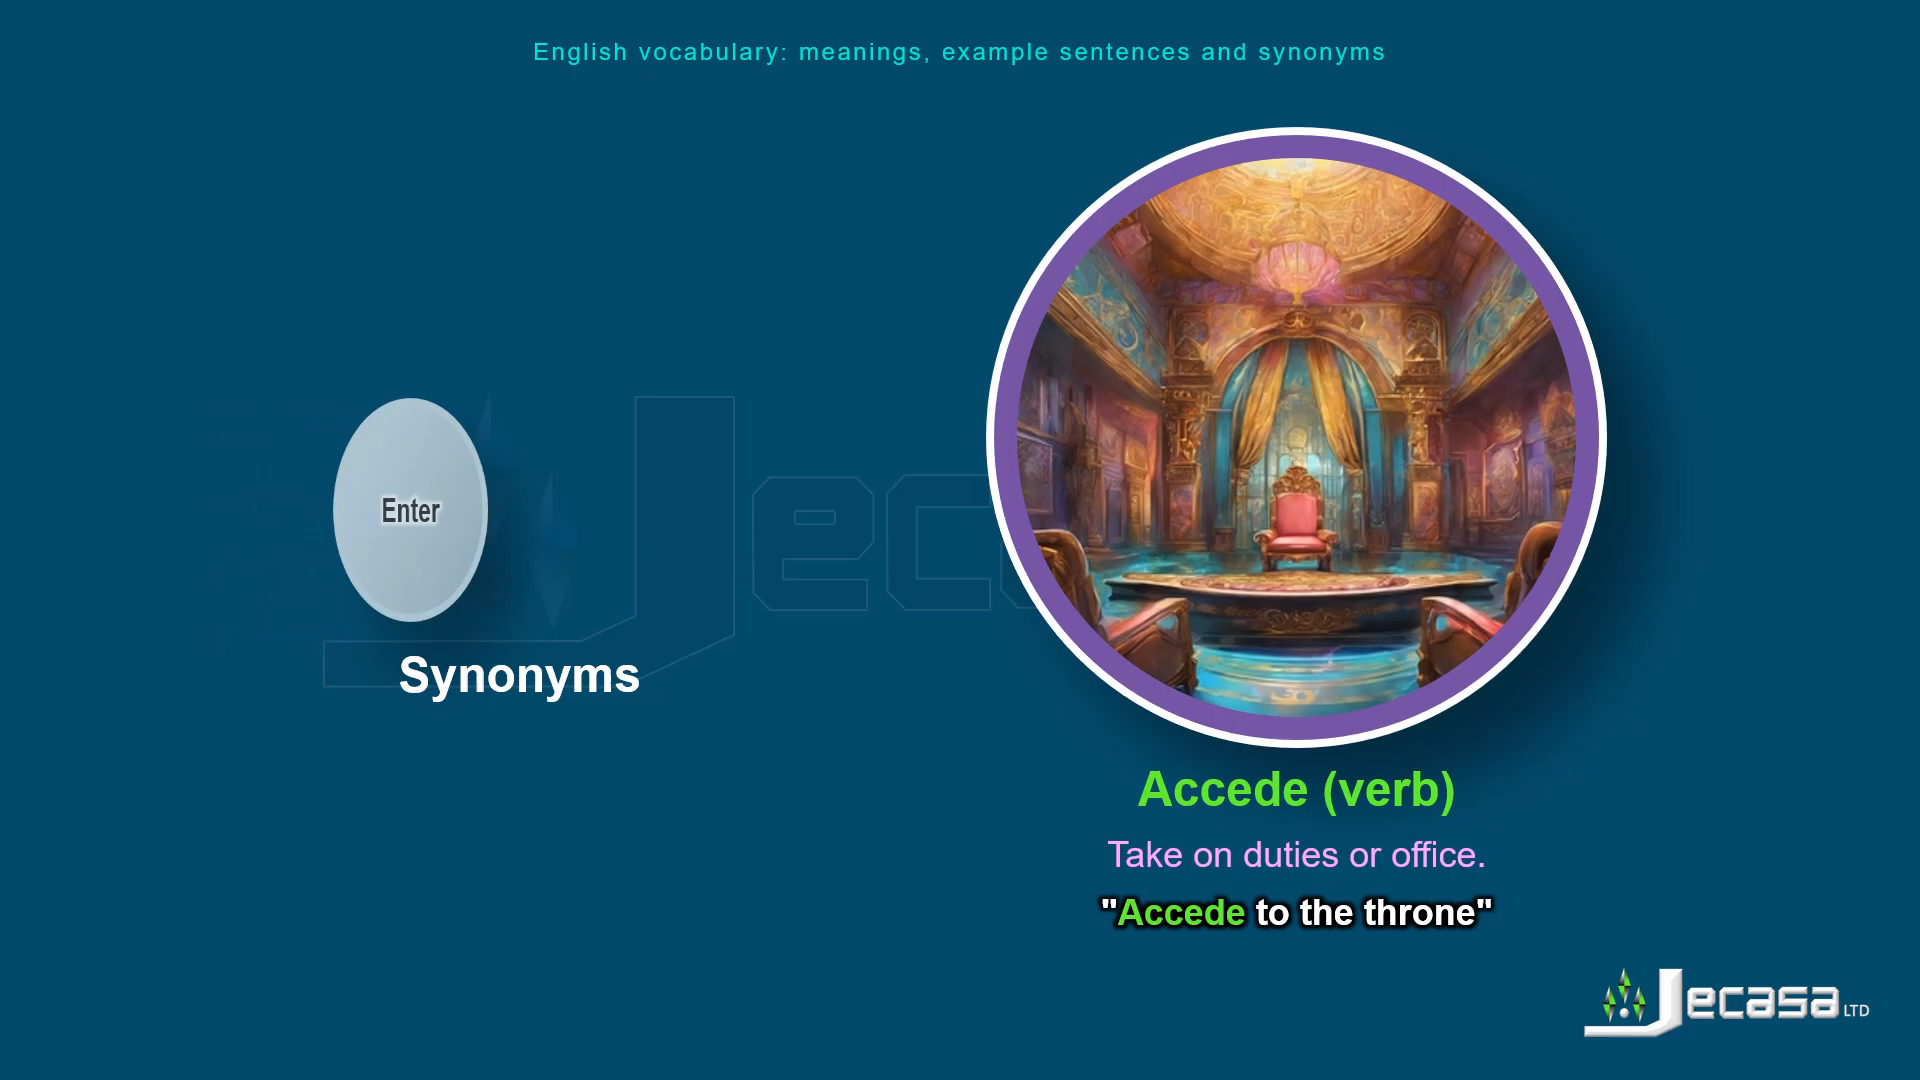 English vocabulary: meanings, example sentences and synonyms
Enter
Synonyms
Accede (verb)
Take on duties or office.
"Accede to the throne"
Jecasa LTD